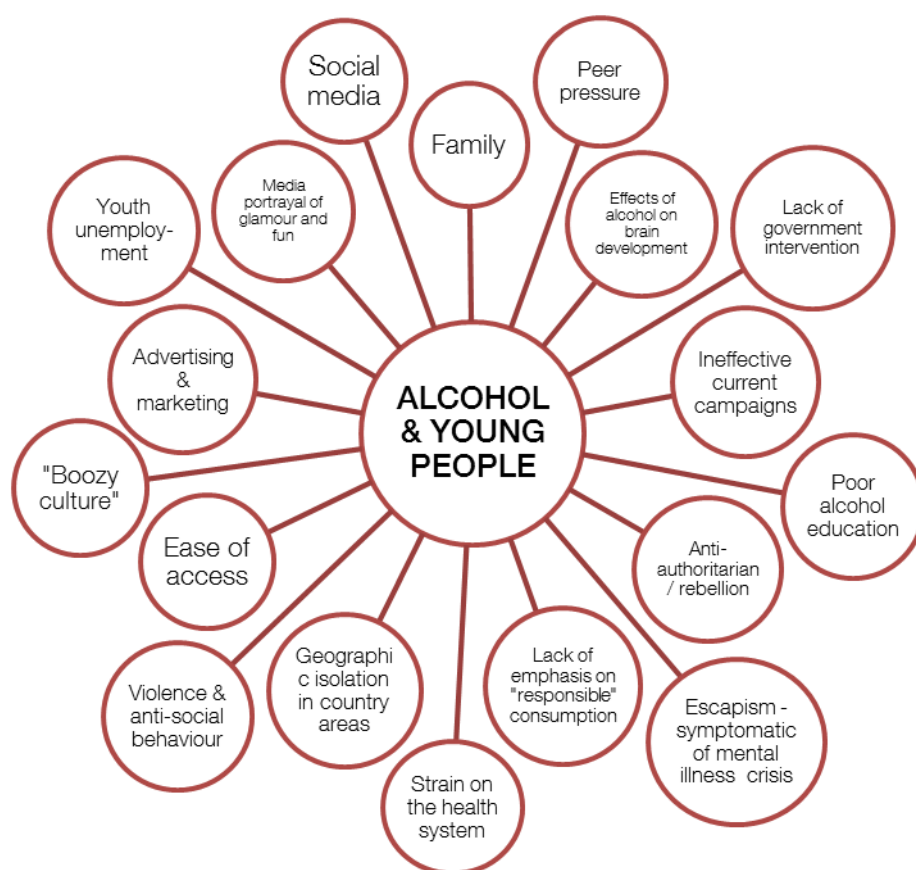 Social
media
Peer
pressure
Family
Youth
unemploy-
ment
Media
portrayal of
glamour and
fun
Effects of
alcohol on
brain
development
Lack of
government
intervention
Advertising
&
marketing
ALCOHOL
& YOUNG
PEOPLE
Ineffective
current
campaigns
"Boozy
culture"
Poor
alcohol
education
Ease of
access
Anti-
authoritarian
/ rebellion
Violence &
anti-social
behaviour
Geographi
c isolation
in country
areas
Lack of
emphasis on
"responsible"
consumption
Escapism -
symptomatic
of mental
illness crisis
Strain on
the health
system